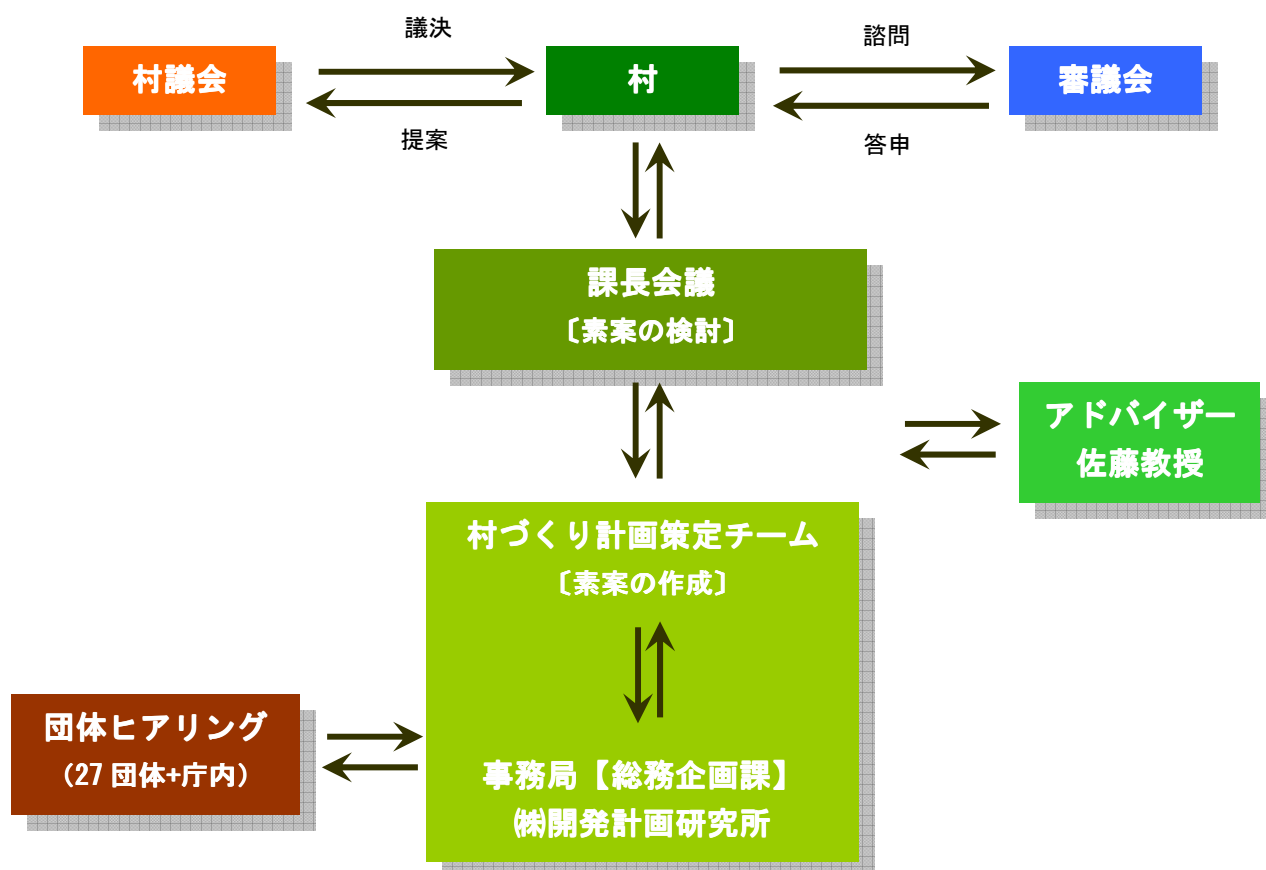 議決
諮問
村議会
村
審議会
提案
答申
課長会議
〔素案の検討〕
アドバイザー
佐藤教授
村づくり計画策定チーム
〔素案の作成〕
団体ヒアリング
（27 団体+庁内）
事務局【総務企画課】
㈱開発計画研究所